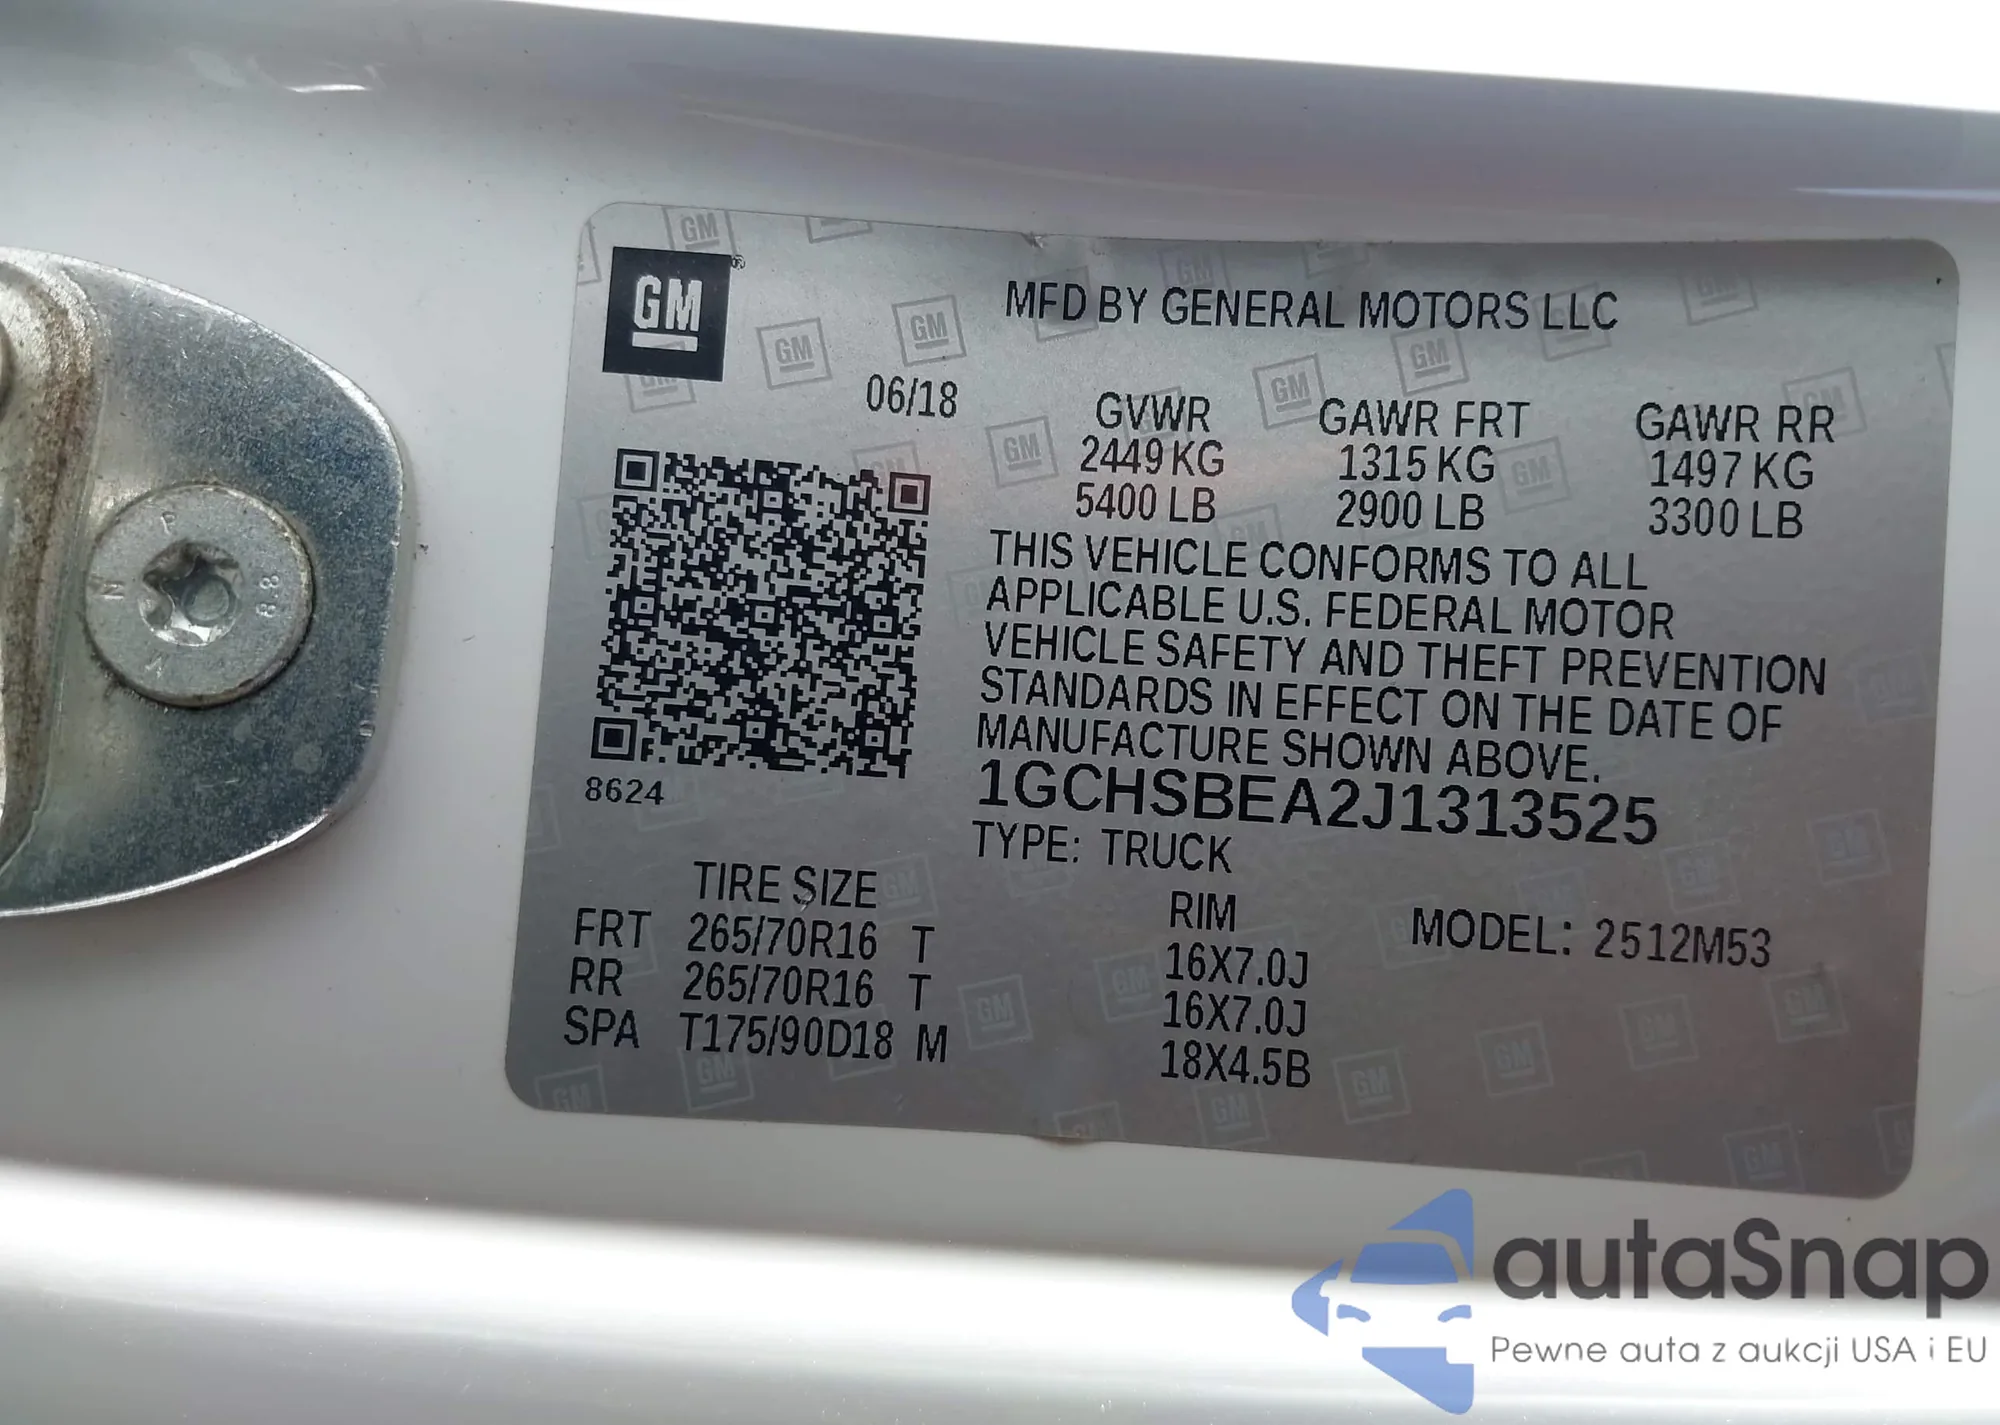 GM
MFD BY GENERAL MOTORS LLC
06/18
GVWR GAWR FRT GAWR RR
2449 KG 1315 KG 1497 KG
5400 LB 2900 LB 3300 LB
THIS VEHICLE CONFORMS TO ALL
APPLICABLE U.S. FEDERAL MOTOR
VEHICLE SAFETY AND THEFT PREVENTION
STANDARDS IN EFFECT ON THE DATE OF
MANUFACTURE SHOWN ABOVE.
8624
1GCHSBEA2J1313525
TYPE: TRUCK
TIRE SIZE RIM MODEL: 2512M53
FRT 265/70R16 T 16X7.0J
RR 265/70R16 T 16X7.0J
SPA T175/90D18 M 18X4.5B
autaSnap
Pewne auta z aukcji USA i EU